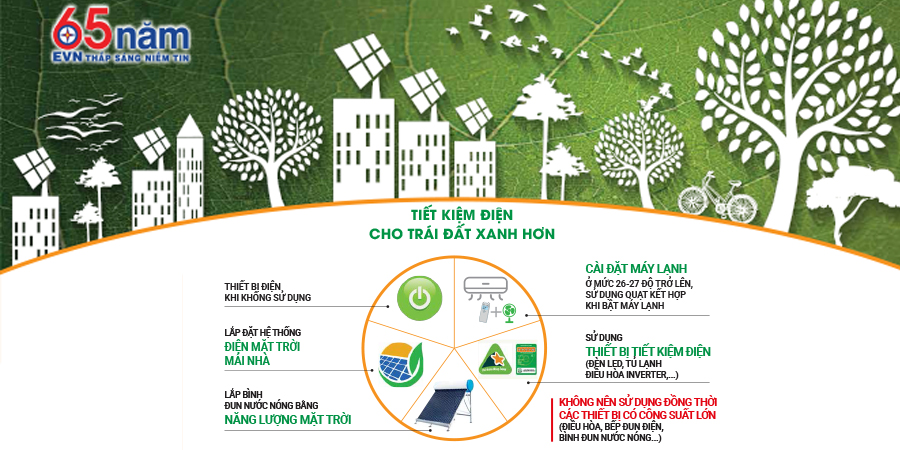 65năm
EVN THẮP SÁNG NIỀM TIN
TIẾT KIỆM ĐIỆN
CHO TRÁI ĐẤT XANH HƠN
THIẾT BỊ ĐIỆN,
KHI KHÔNG SỬ DỤNG
LẮP ĐẶT HỆ THỐNG
ĐIỆN MẶT TRỜI
MÁI NHÀ
LẮP BÌNH
ĐUN NƯỚC NÓNG BẰNG
NĂNG LƯỢNG MẶT TRỜI
CÀI ĐẶT MÁY LẠNH
Ở MỨC 26-27 ĐỘ TRỞ LÊN,
SỬ DỤNG QUẠT KẾT HỢP
KHI BẬT MÁY LẠNH
SỬ DỤNG
THIẾT BỊ TIẾT KIỆM ĐIỆN
(ĐÈN LED, TỦ LẠNH
ĐIỀU HÒA INVERTER,...)
KHÔNG NÊN SỬ DỤNG ĐỒNG THỜI
CÁC THIẾT BỊ CÓ CÔNG SUẤT LỚN
(ĐIỀU HÒA, BẾP ĐUN ĐIỆN,
BÌNH ĐUN NƯỚC NÓNG...)